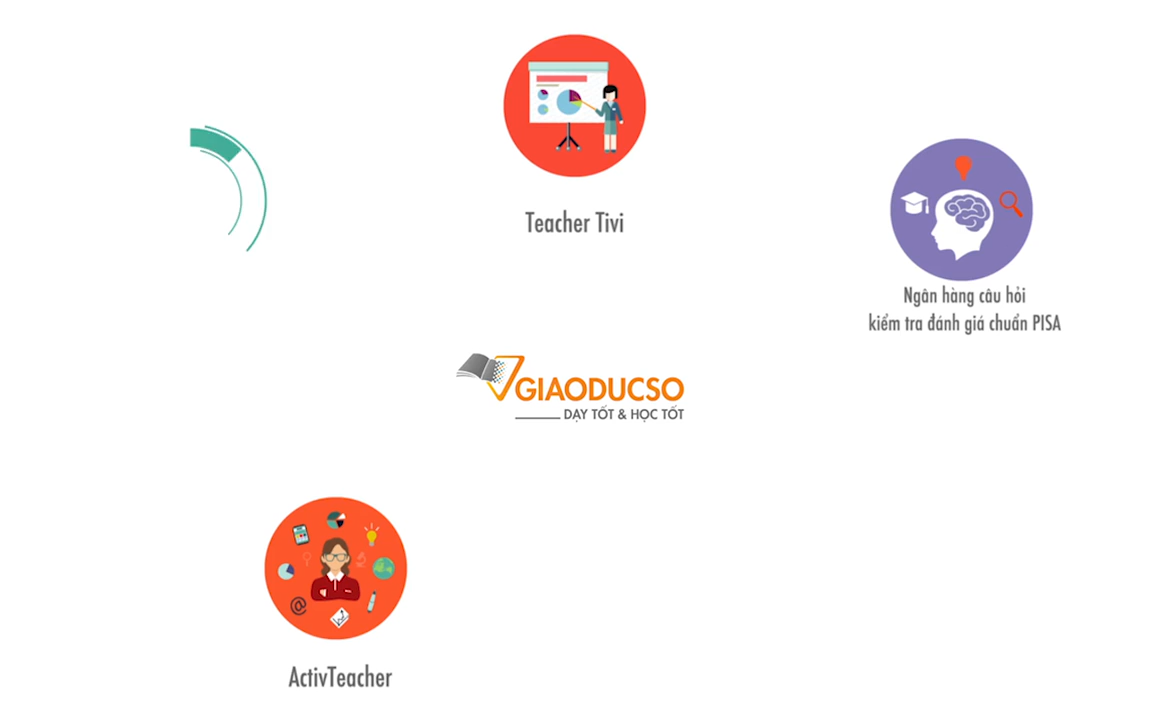 Teacher Tivi
Ngân hàng câu hỏi
kiểm tra đánh giá chuẩn PISA
GIAODUCSO
DẠY TỐT & HỌC TỐT
@
ActivTeacher